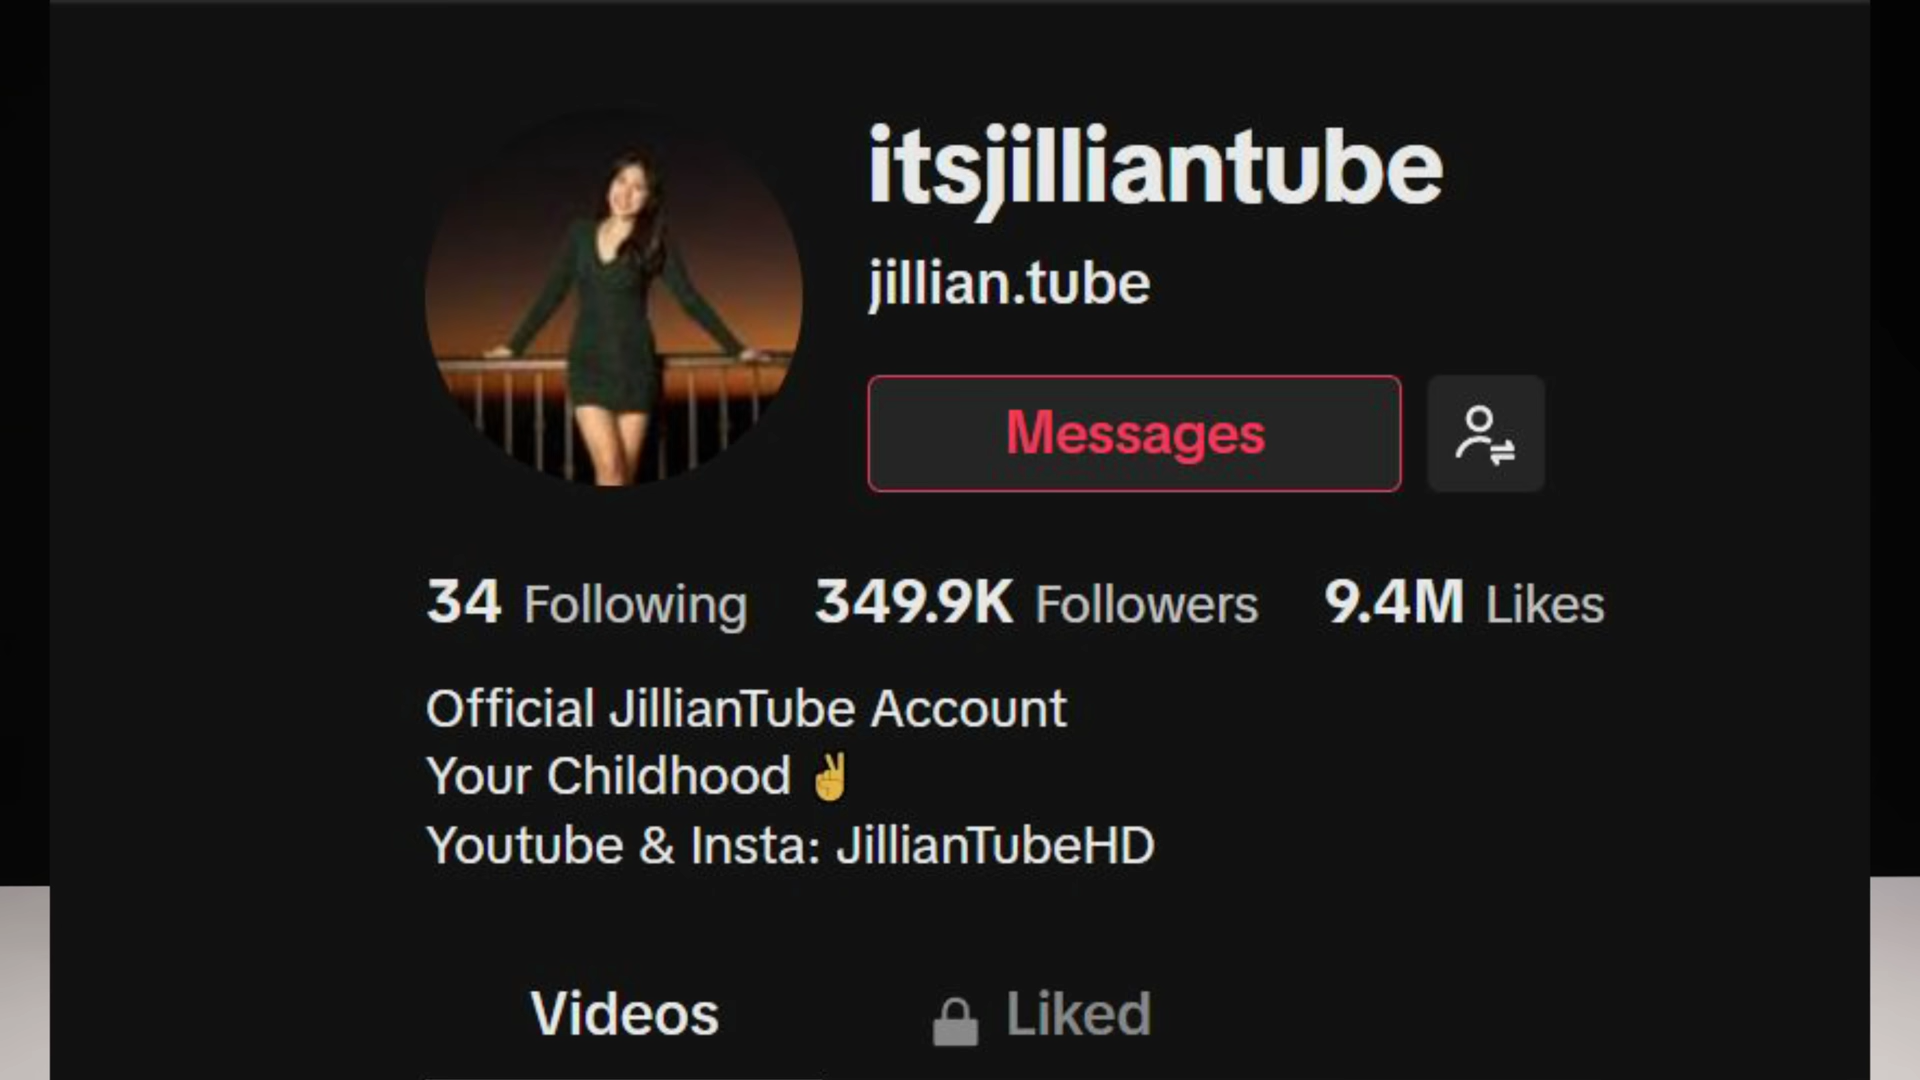 itsjilliantube
jillian.tube
Messages
34 Following 349.9K Followers 9.4M Likes
Official JillianTube Account
Your Childhood ✌
Youtube & Insta: JillianTubeHD
Videos Liked